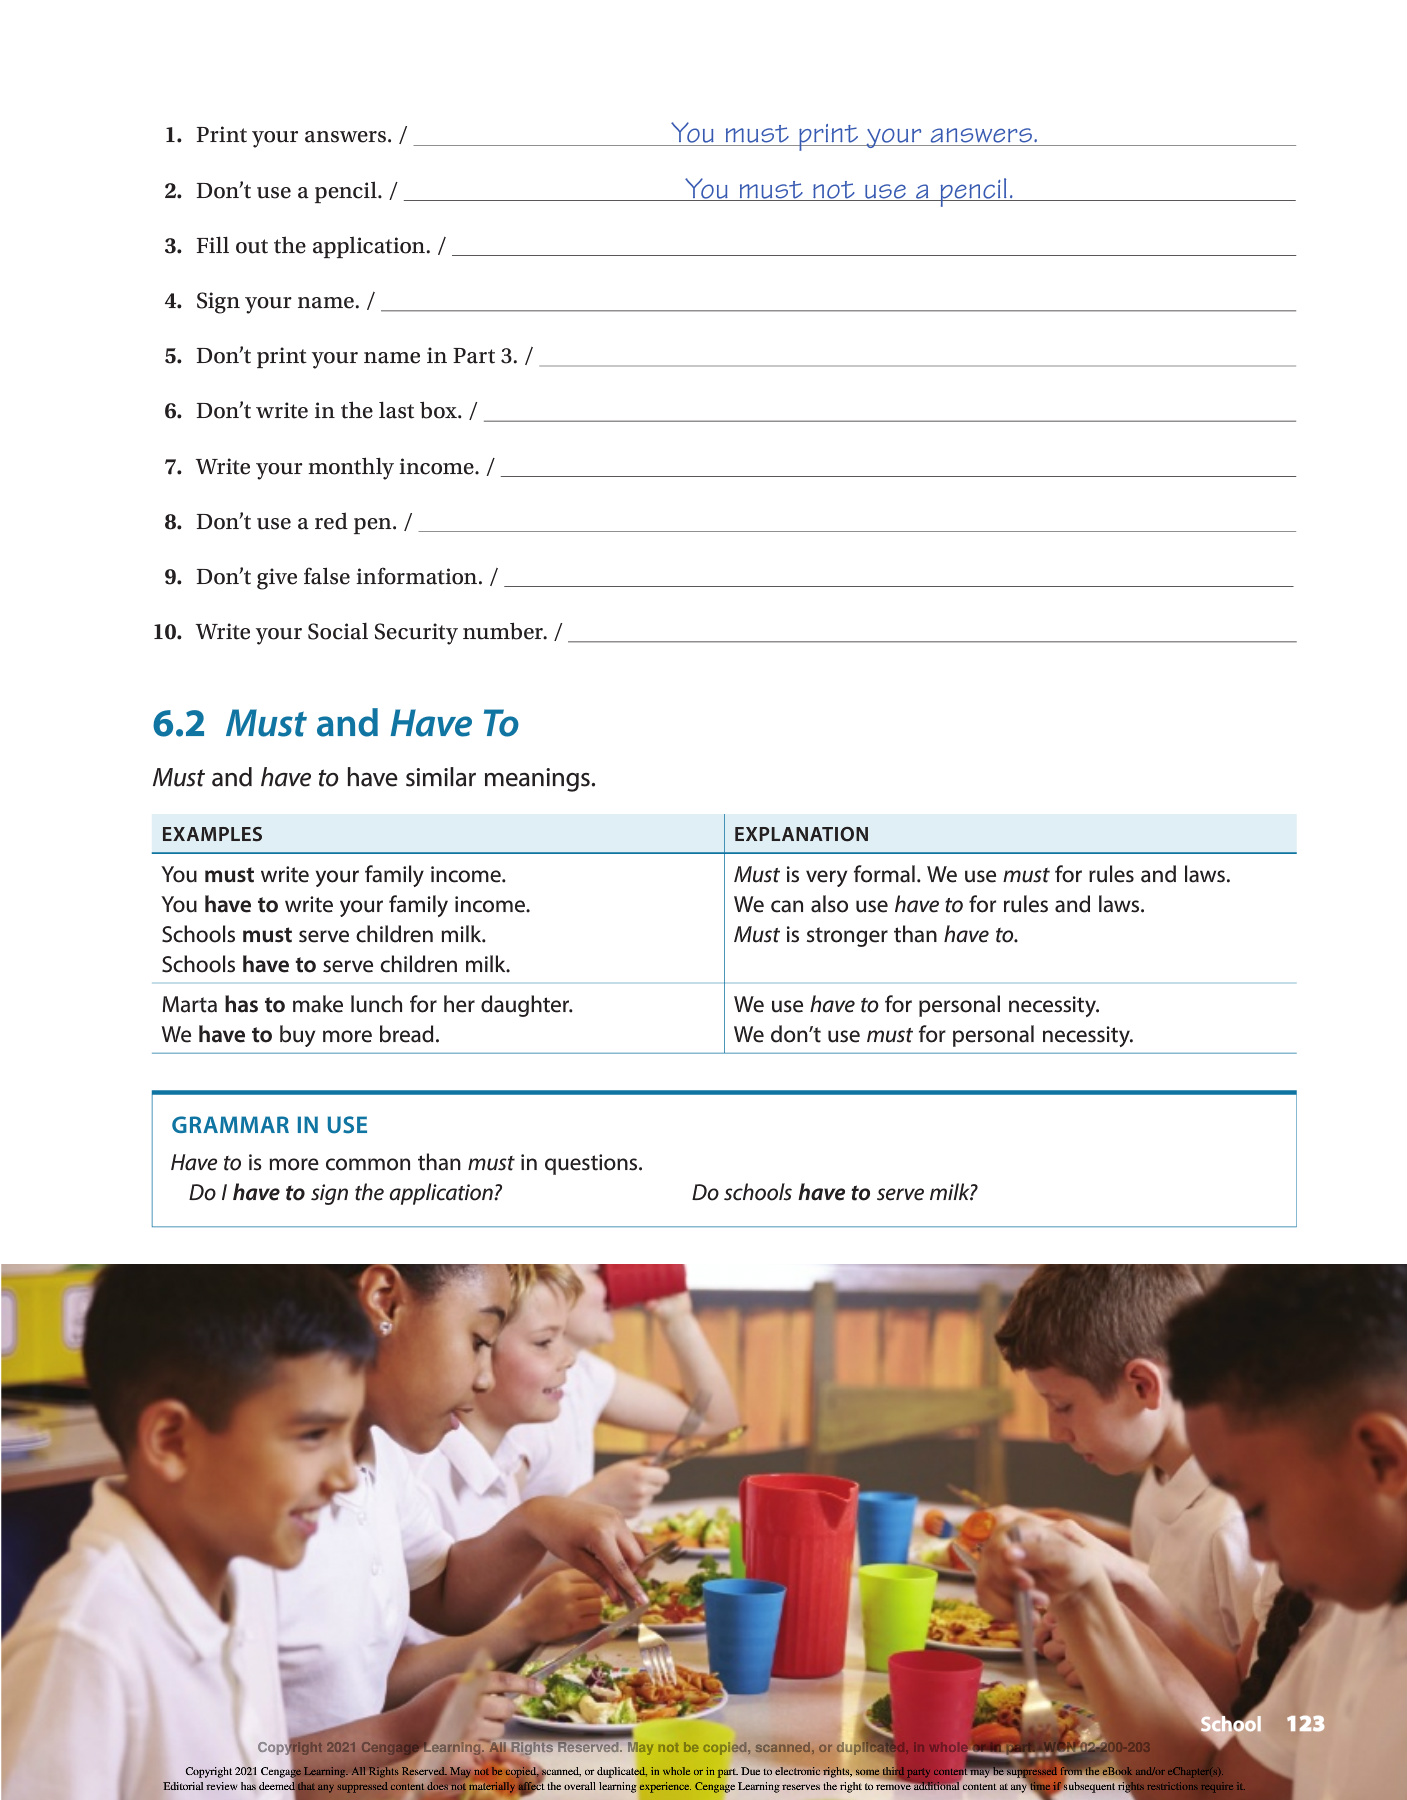 1. Print your answers. / You must print your answers.
2. Don't use a pencil. / You must not use a pencil.
3. Fill out the application. /
4. Sign your name. /
5. Don't print your name in Part 3. /
6. Don't write in the last box. /
7. Write your monthly income. /
8. Don't use a red pen. /
9. Don't give false information. /
10. Write your Social Security number. /
6.2 Must and Have To
Must and have to have similar meanings.
EXAMPLES
EXPLANATION
You must write your family income.
You have to write your family income.
Schools must serve children milk.
Schools have to serve children milk.
Must is very formal. We use must for rules and laws.
We can also use have to for rules and laws.
Must is stronger than have to.
Marta has to make lunch for her daughter.
We have to buy more bread.
We use have to for personal necessity.
We don't use must for personal necessity.
GRAMMAR IN USE
Have to is more common than must in questions.
Do I have to sign the application?
Do schools have to serve milk?
School 123
Copyright 2021 Cengage Learning. All Rights Reserved. May not be copied, scanned, or duplicated, in whole or in part. WCN 02-200-203
Copyright 2021 Cengage Learning. All Rights Reserved. May not be copied, scanned, or duplicated, in whole or in part. Due to electronic rights, some third party content may be suppressed from the eBook and/or eChapter(s).
Editorial review has deemed that any suppressed content does not materially affect the overall learning experience. Cengage Learning reserves the right to remove additional content at any time if subsequent rights restrictions require it.